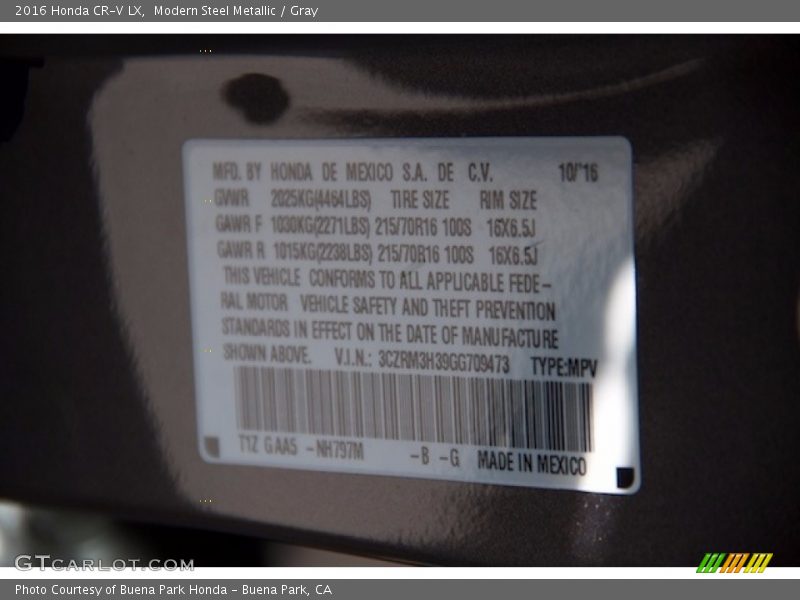 2016 Honda CR-V LX,  Modern Steel Metallic / Gray
MFD. BY HONDA DE MEXICO S.A. DE C.V. 10/'16
GVWR 2025KG(4464LBS) TIRE SIZE RIM SIZE
GAWR F 1030KG(2271LBS) 215/70R16 100S 16X6.5J
GAWR R 1015KG(2238LBS) 215/70R16 100S 16X6.5J
THIS VEHICLE CONFORMS TO ALL APPLICABLE FEDE-
RAL MOTOR VEHICLE SAFETY AND THEFT PREVENTION
STANDARDS IN EFFECT ON THE DATE OF MANUFACTURE
SHOWN ABOVE. V.I.N.: 3CZRM3H39GG709473 TYPE:MPV
T1Z GAA5 -NH797M -B -G MADE IN MEXICO
GTCARLOT.COM
Photo Courtesy of Buena Park Honda - Buena Park, CA